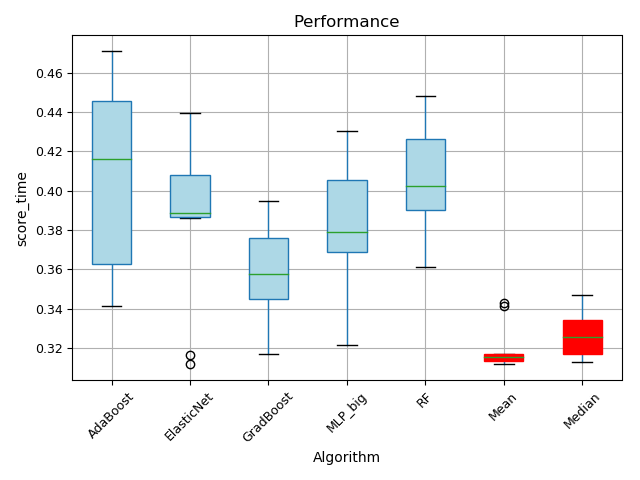 Performance
score_time
0.46
0.44
0.42
0.40
0.38
0.36
0.34
0.32
AdaBoost
ElasticNet
GradBoost
MLP_big
RF
Mean
Median
Algorithm